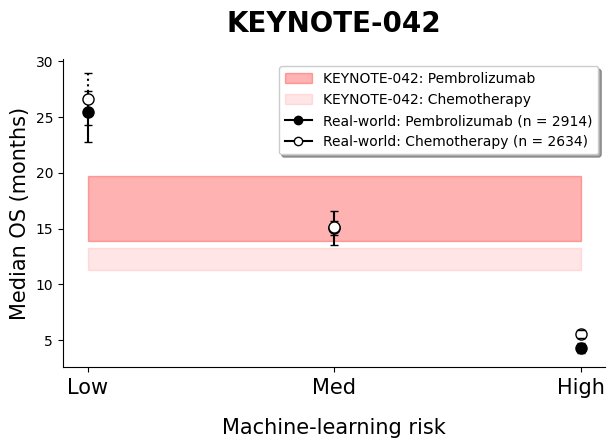 KEYNOTE-042
KEYNOTE-042: Pembrolizumab
KEYNOTE-042: Chemotherapy
Real-world: Pembrolizumab (n = 2914)
Real-world: Chemotherapy (n = 2634)
Median OS (months)
30
25
20
15
10
5
Low Med High
Machine-learning risk